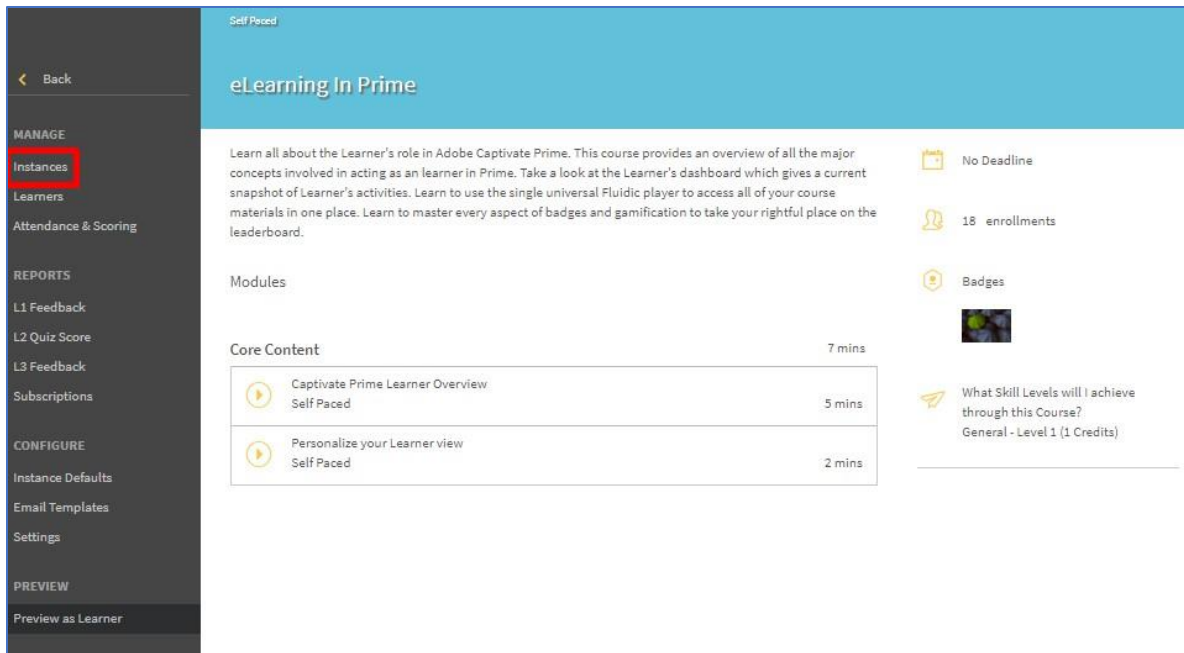 Self Paced
Back
eLearning In Prime
MANAGE
Instances
Learners
Attendance & Scoring
REPORTS
L1 Feedback
L2 Quiz Score
L3 Feedback
Subscriptions
CONFIGURE
Instance Defaults
Email Templates
Settings
PREVIEW
Preview as Learner
Learn all about the Learner's role in Adobe Captivate Prime. This course provides an overview of all the major
concepts involved in acting as an learner in Prime. Take a look at the Learner's dashboard which gives a current
snapshot of Learner's activities. Learn to use the single universal Fluidic player to access all of your course
materials in one place. Learn to master every aspect of badges and gamification to take your rightful place on the
leaderboard.
Modules
Core Content 7 mins
Captivate Prime Learner Overview
Self Paced 5 mins
Personalize your Learner view
Self Paced 2 mins
No Deadline
18 enrollments
Badges
What Skill Levels will I achieve
through this Course?
General - Level 1 (1 Credits)